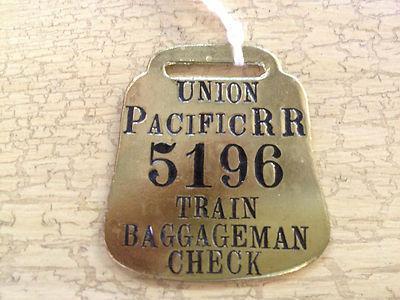 UNION
PACIFIC RR
5196
TRAIN
BAGGAGEMAN
CHECK